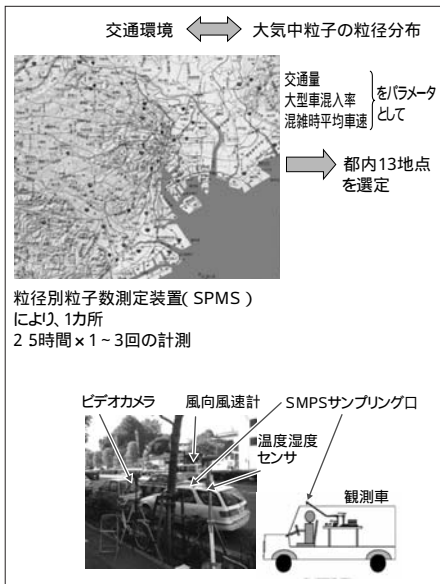 交通環境 大気中粒子の粒径分布
交通量
大型車混入率
混雑時平均車速
をパラメータ
として
都内13地点
を選定
粒径別粒子数測定装置(SPMS)
により、1カ所
25時間×1~3回の計測
ビデオカメラ 風向風速計 SMPSサンプリング口
温度湿度
センサ
観測車